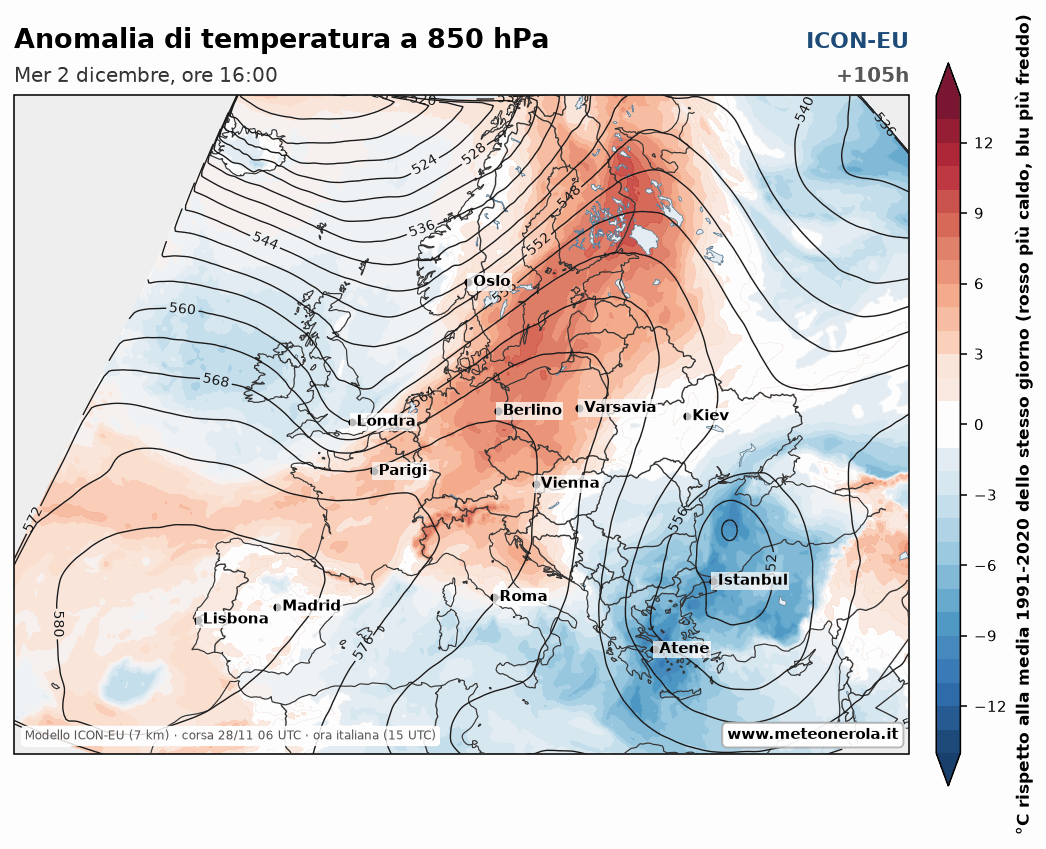 Anomalia di temperatura a 850 hPa
ICON-EU
Mer 2 dicembre, ore 16:00
+105h
540
536
524
528
536
548
544
552
Oslo
560
568
564
Londra
Berlino
Varsavia
Kiev
Parigi
Vienna
572
556
Istanbul
Roma
Madrid
Lisbona
580
576
Atene
Modello ICON-EU (7 km) · corsa 28/11 06 UTC · ora italiana (15 UTC)
www.meteonerola.it
12
9
6
3
0
−3
−6
−9
−12
°C rispetto alla media 1991-2020 dello stesso giorno (rosso più caldo, blu più freddo)